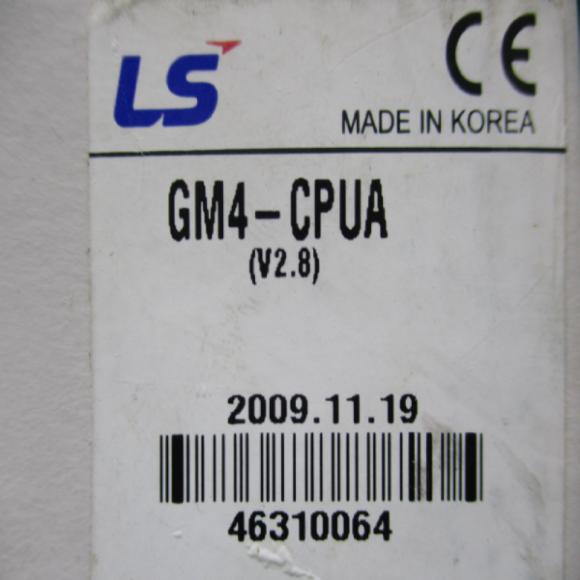 LS
CE
MADE IN KOREA
GM4-CPUA
(V2.8)
2009.11.19
46310064